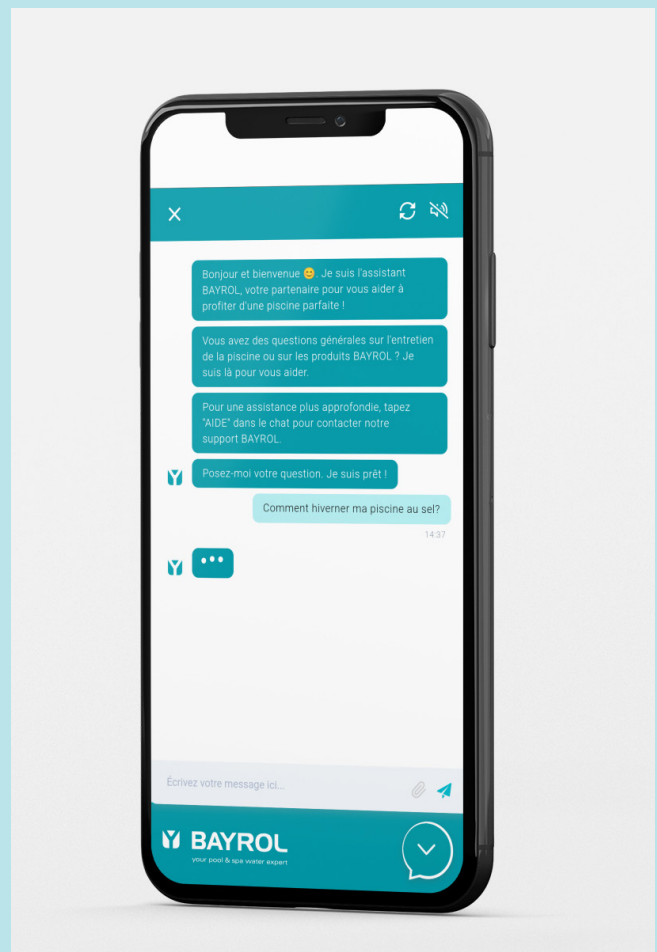 Bonjour et bienvenue 😊. Je suis l'assistant
BAYROL, votre partenaire pour vous aider à
profiter d'une piscine parfaite !
Vous avez des questions générales sur l'entretien
de la piscine ou sur les produits BAYROL ? Je
suis là pour vous aider.
Pour une assistance plus approfondie, tapez
"AIDE" dans le chat pour contacter notre
support BAYROL.
Posez-moi votre question. Je suis prêt !
Comment hiverner ma piscine au sel?
14:37
Écrivez votre message ici...
BAYROL
your pool & spa water expert